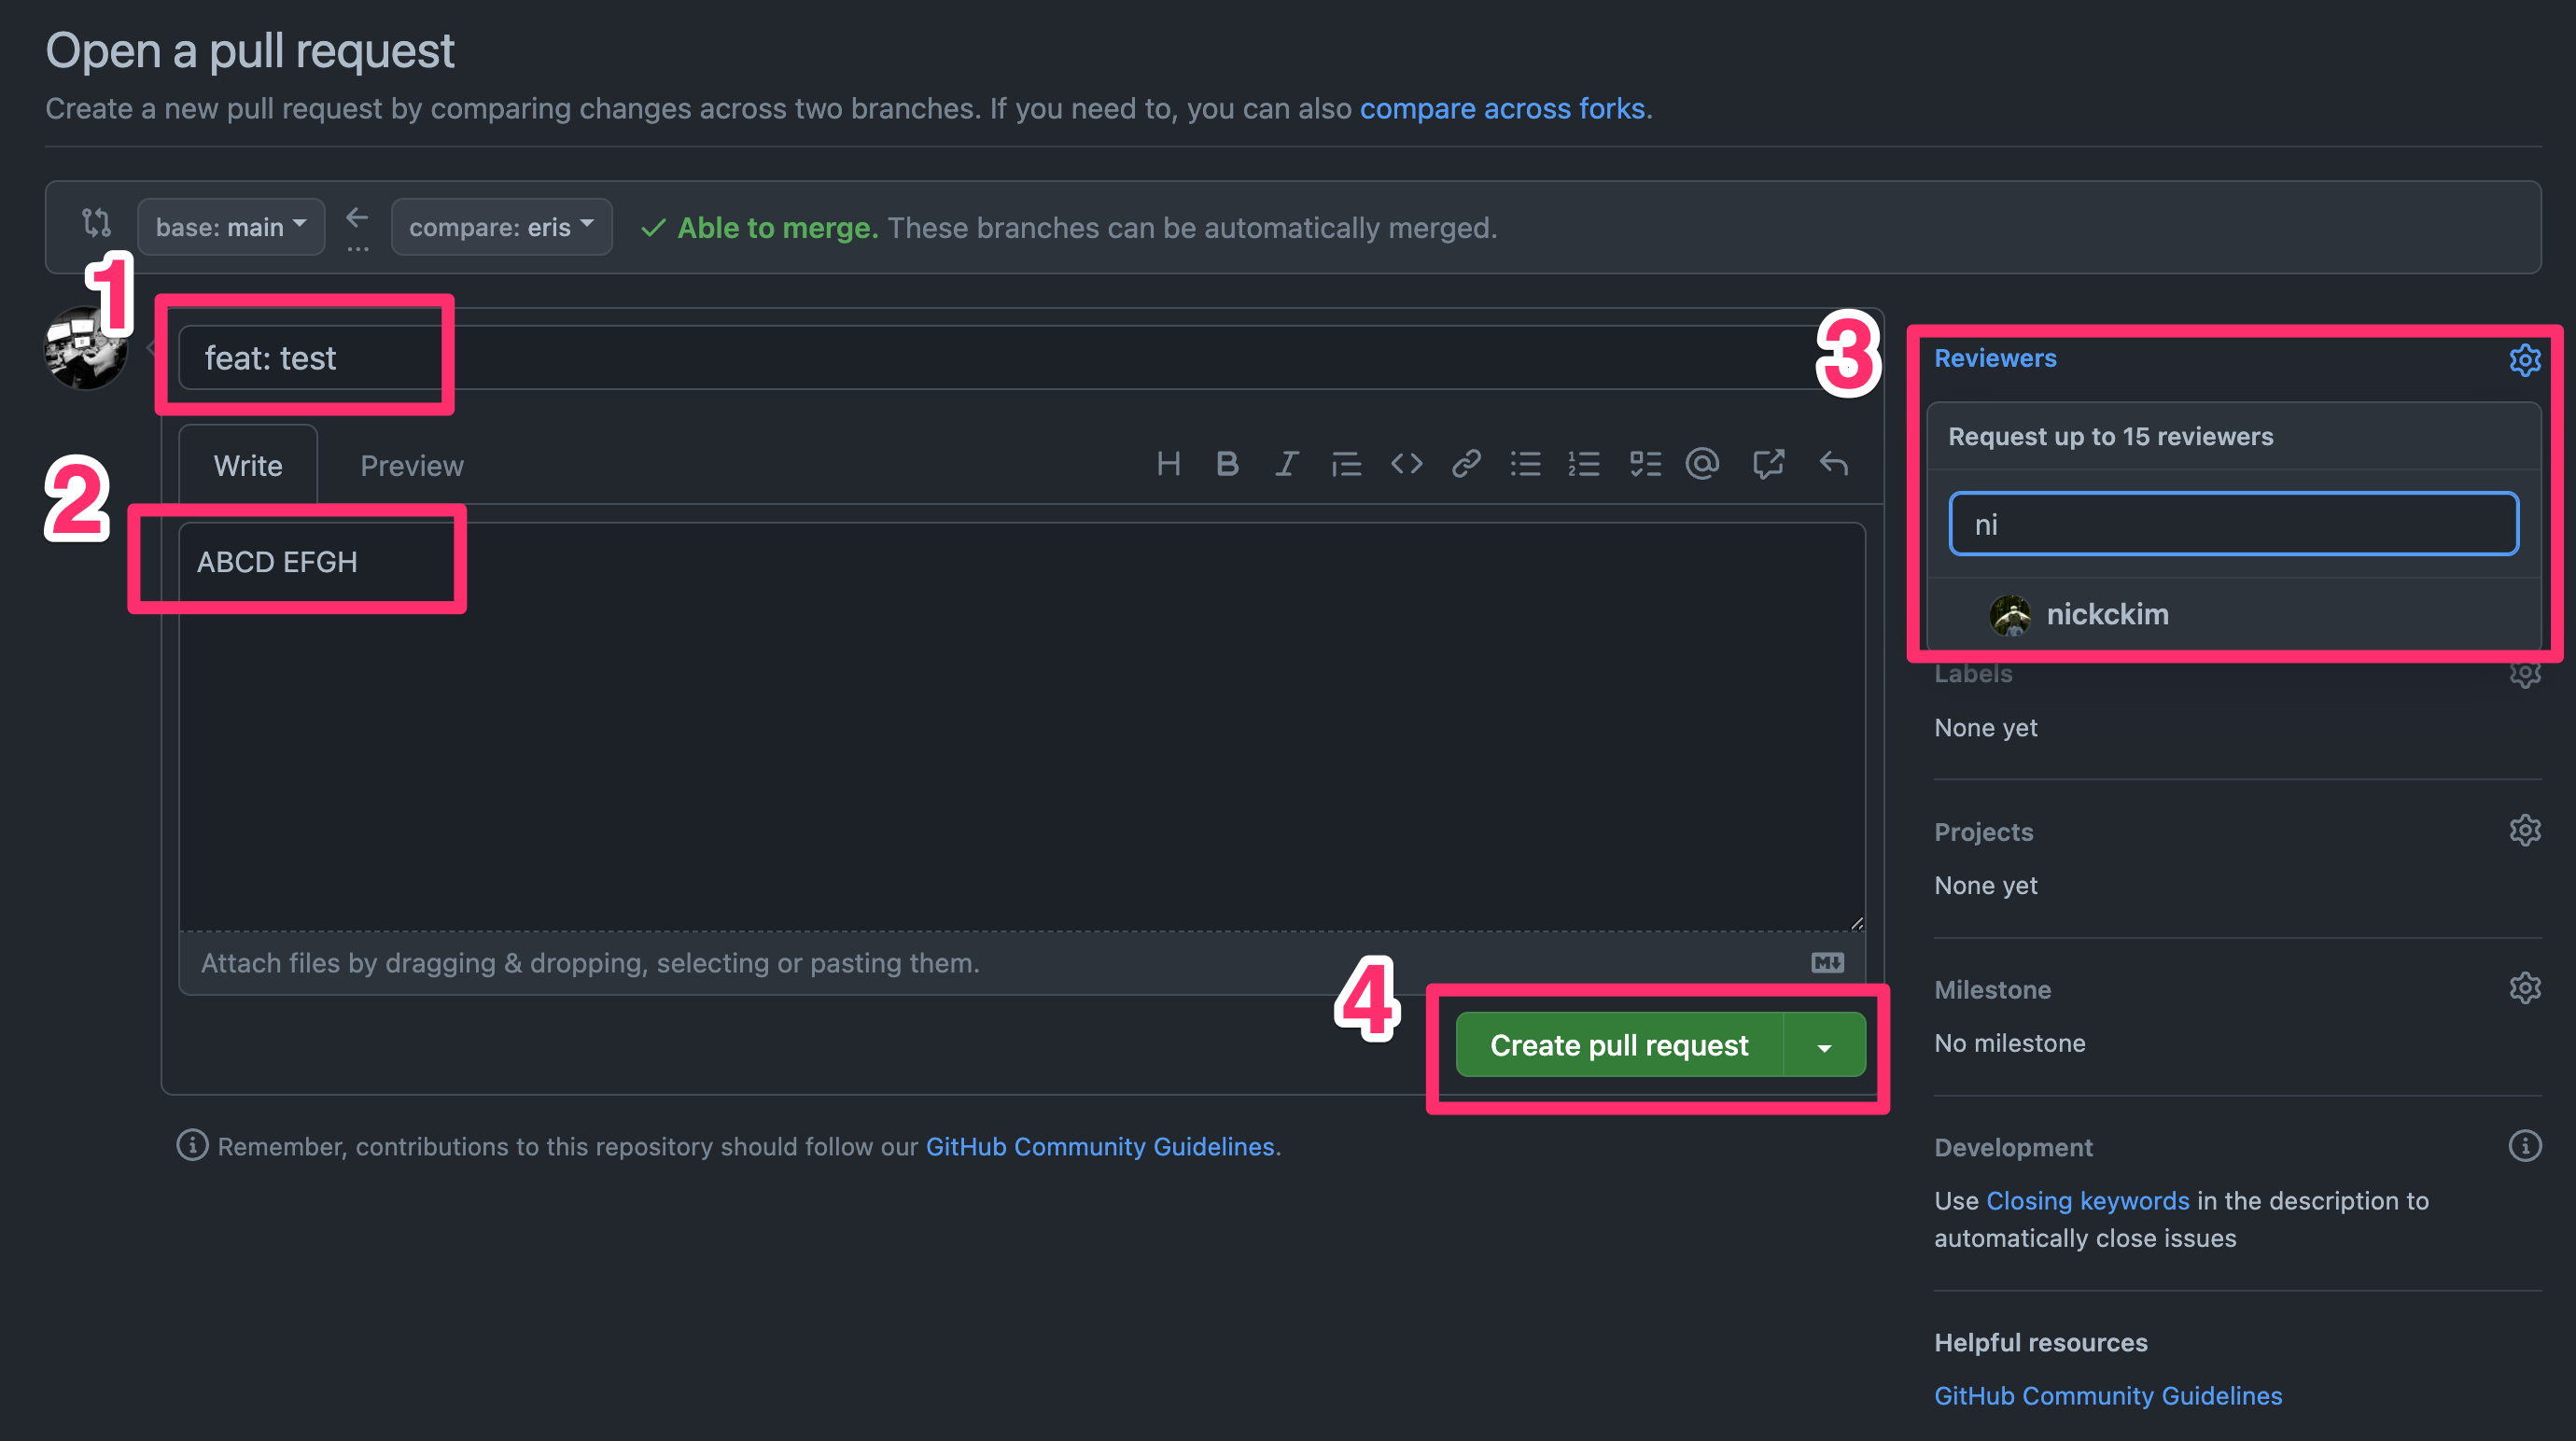 Open a pull request
Create a new pull request by comparing changes across two branches. If you need to, you can also compare across forks.
base: main
compare: eris
Able to merge. These branches can be automatically merged.
1
feat: test
2
Write
Preview
ABCD EFGH
Attach files by dragging & dropping, selecting or pasting them.
4
Create pull request
Remember, contributions to this repository should follow our GitHub Community Guidelines.
3
Reviewers
Request up to 15 reviewers
ni
nickckim
Labels
None yet
Projects
None yet
Milestone
No milestone
Development
Use Closing keywords in the description to
automatically close issues
Helpful resources
GitHub Community Guidelines